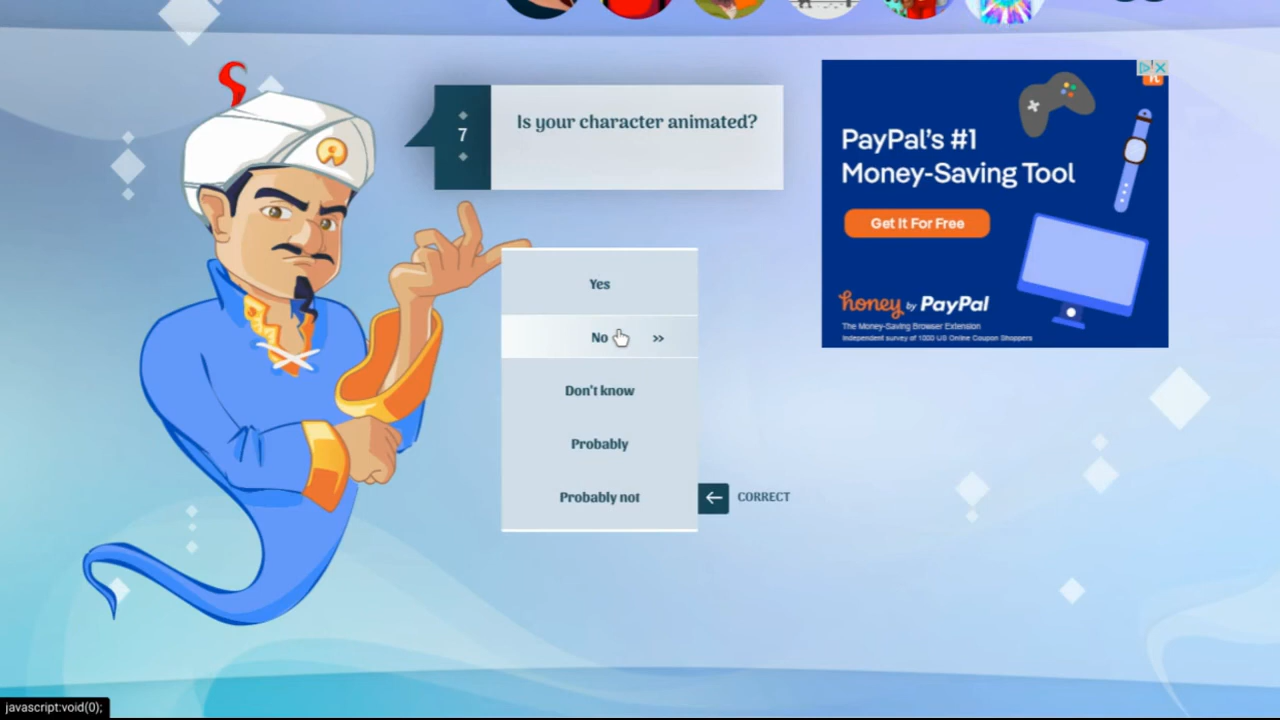 7
Is your character animated?
Yes
No »
Don't know
Probably
Probably not
CORRECT
PayPal's #1
Money-Saving Tool
Get It For Free
honey by PayPal
The Money-Saving Browser Extension
Independent survey of 1000 US Online Coupon Shoppers
javascript:void(0);